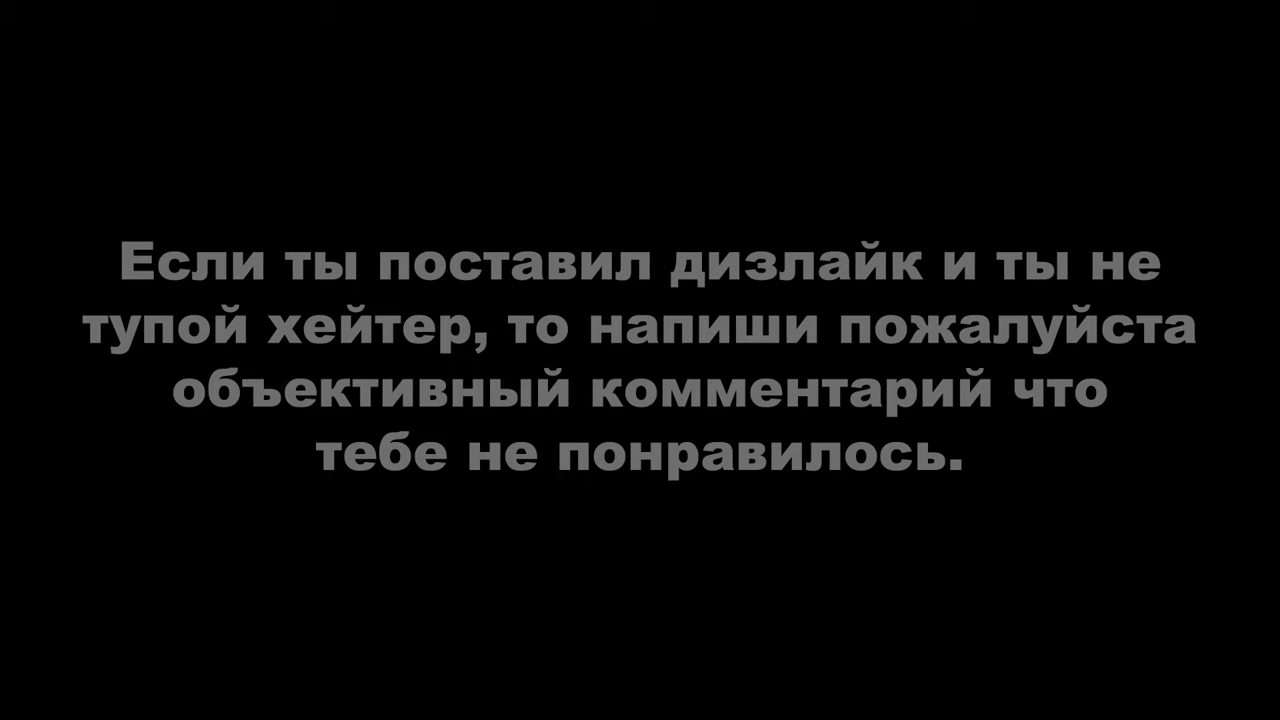 Если ты поставил дизлайк и ты не
тупой хейтер, то напиши пожалуйста
объективный комментарий что
тебе не понравилось.